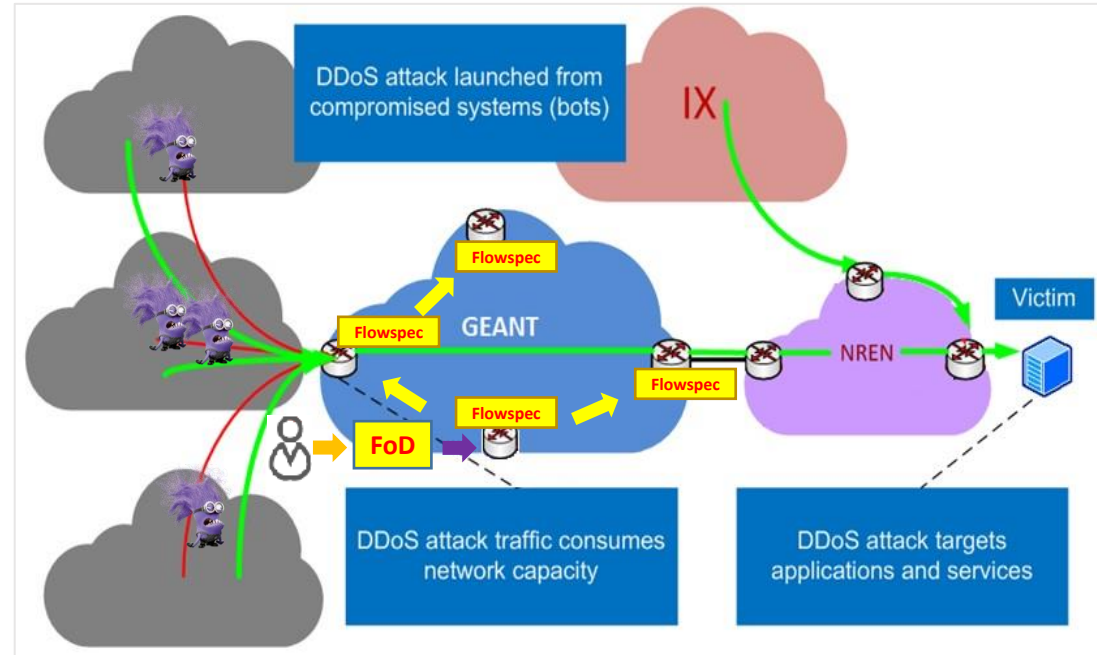 DDoS attack launched from
compromised systems (bots)
IX
Flowspec
Flowspec
GEANT
Victim
NREN
Flowspec
Flowspec
FoD
DDoS attack traffic consumes
network capacity
DDoS attack targets
applications and services